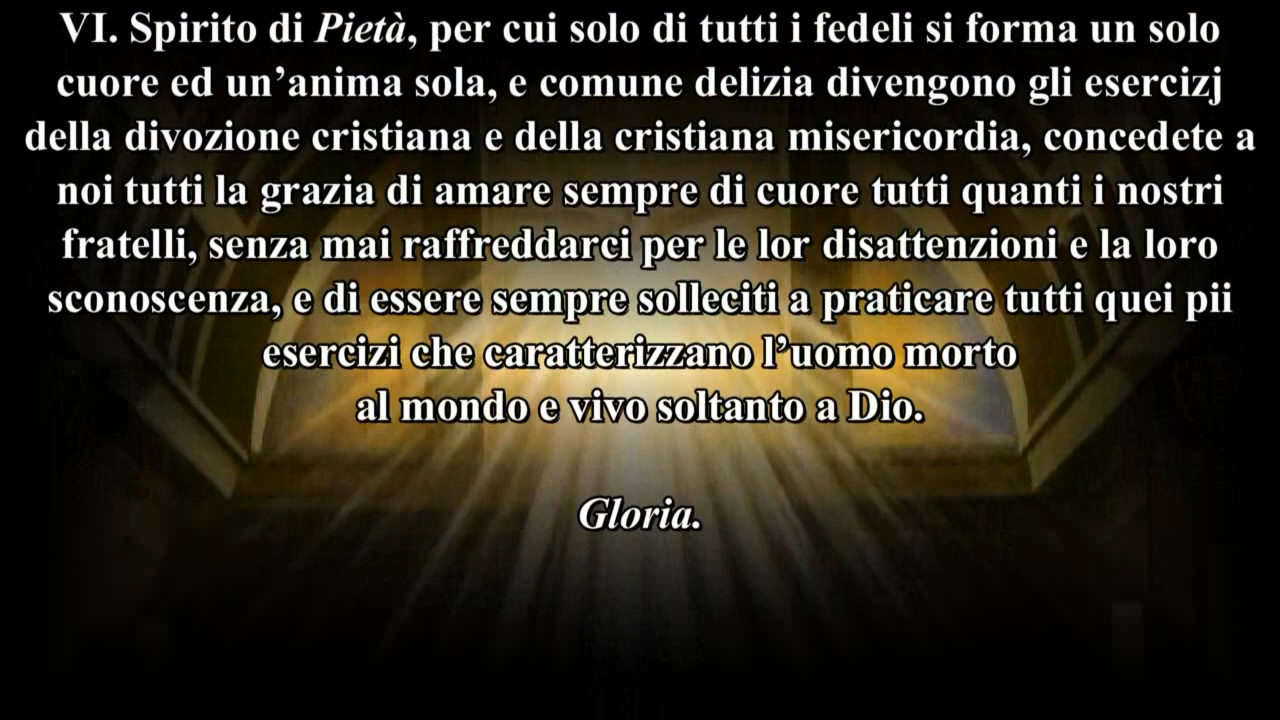 VI. Spirito di Pietà, per cui solo di tutti i fedeli si forma un solo
cuore ed un’anima sola, e comune delizia divengono gli esercizj
della divozione cristiana e della cristiana misericordia, concedete a
noi tutti la grazia di amare sempre di cuore tutti quanti i nostri
fratelli, senza mai raffreddarci per le lor disattenzioni e la loro
sconoscenza, e di essere sempre solleciti a praticare tutti quei pii
esercizi che caratterizzano l’uomo morto
al mondo e vivo soltanto a Dio.
Gloria.